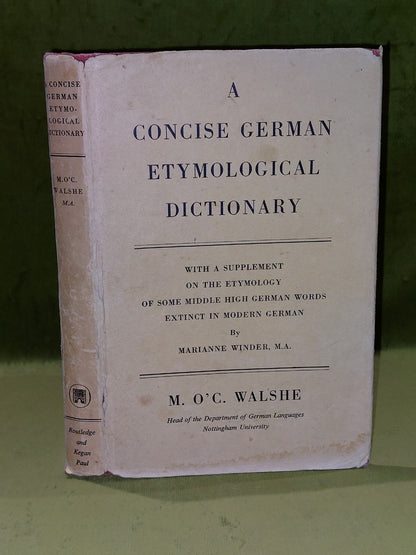 A CONCISE
GERMAN
ETYMO-
LOGICAL
DICTIONARY
M. O'C.
WALSHE
M.A.
Routledge
and
Kegan
Paul
A
CONCISE GERMAN
ETYMOLOGICAL
DICTIONARY
WITH A SUPPLEMENT
ON THE ETYMOLOGY
OF SOME MIDDLE HIGH GERMAN WORDS
EXTINCT IN MODERN GERMAN
By
MARIANNE WINDER, M.A.
M. O'C. WALSHE
Head of the Department of German Languages
Nottingham University